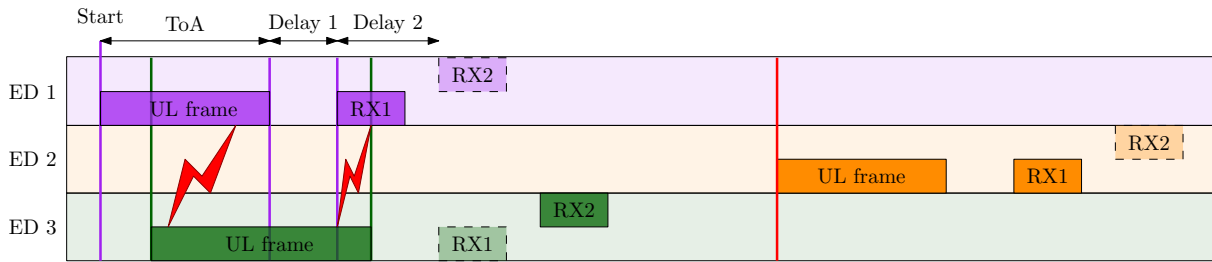 Start
ToA
Delay 1
Delay 2
ED 1
RX2
UL frame
RX1
ED 2
RX2
UL frame
RX1
ED 3
RX2
UL frame
RX1